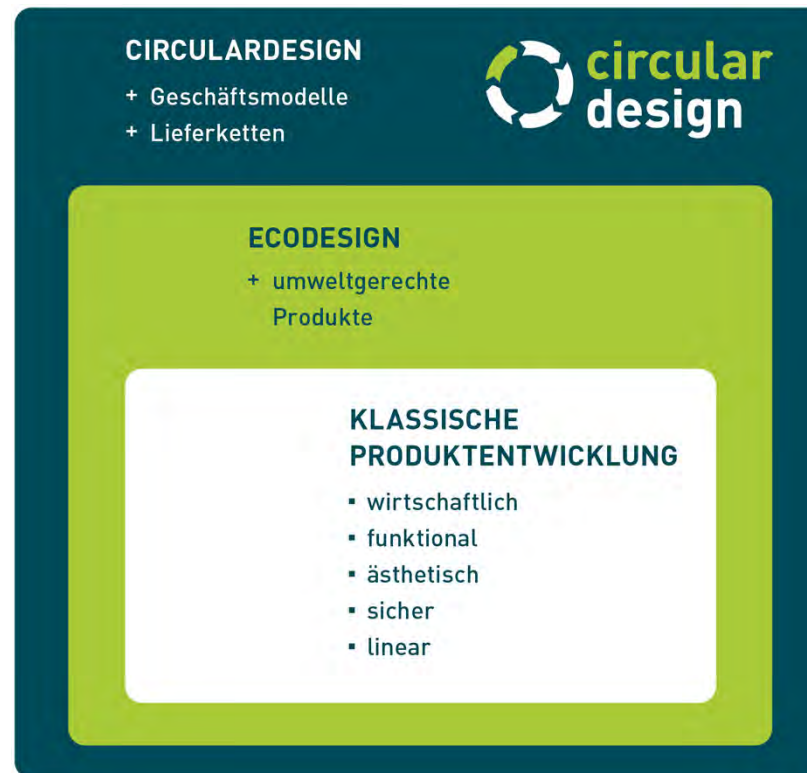 CIRCULARDESIGN
+ Geschäftsmodelle
+ Lieferketten
circular
design
ECODESIGN
+ umweltgerechte
Produkte
KLASSISCHE
PRODUKTENTWICKLUNG
▪ wirtschaftlich
▪ funktional
▪ ästhetisch
▪ sicher
▪ linear